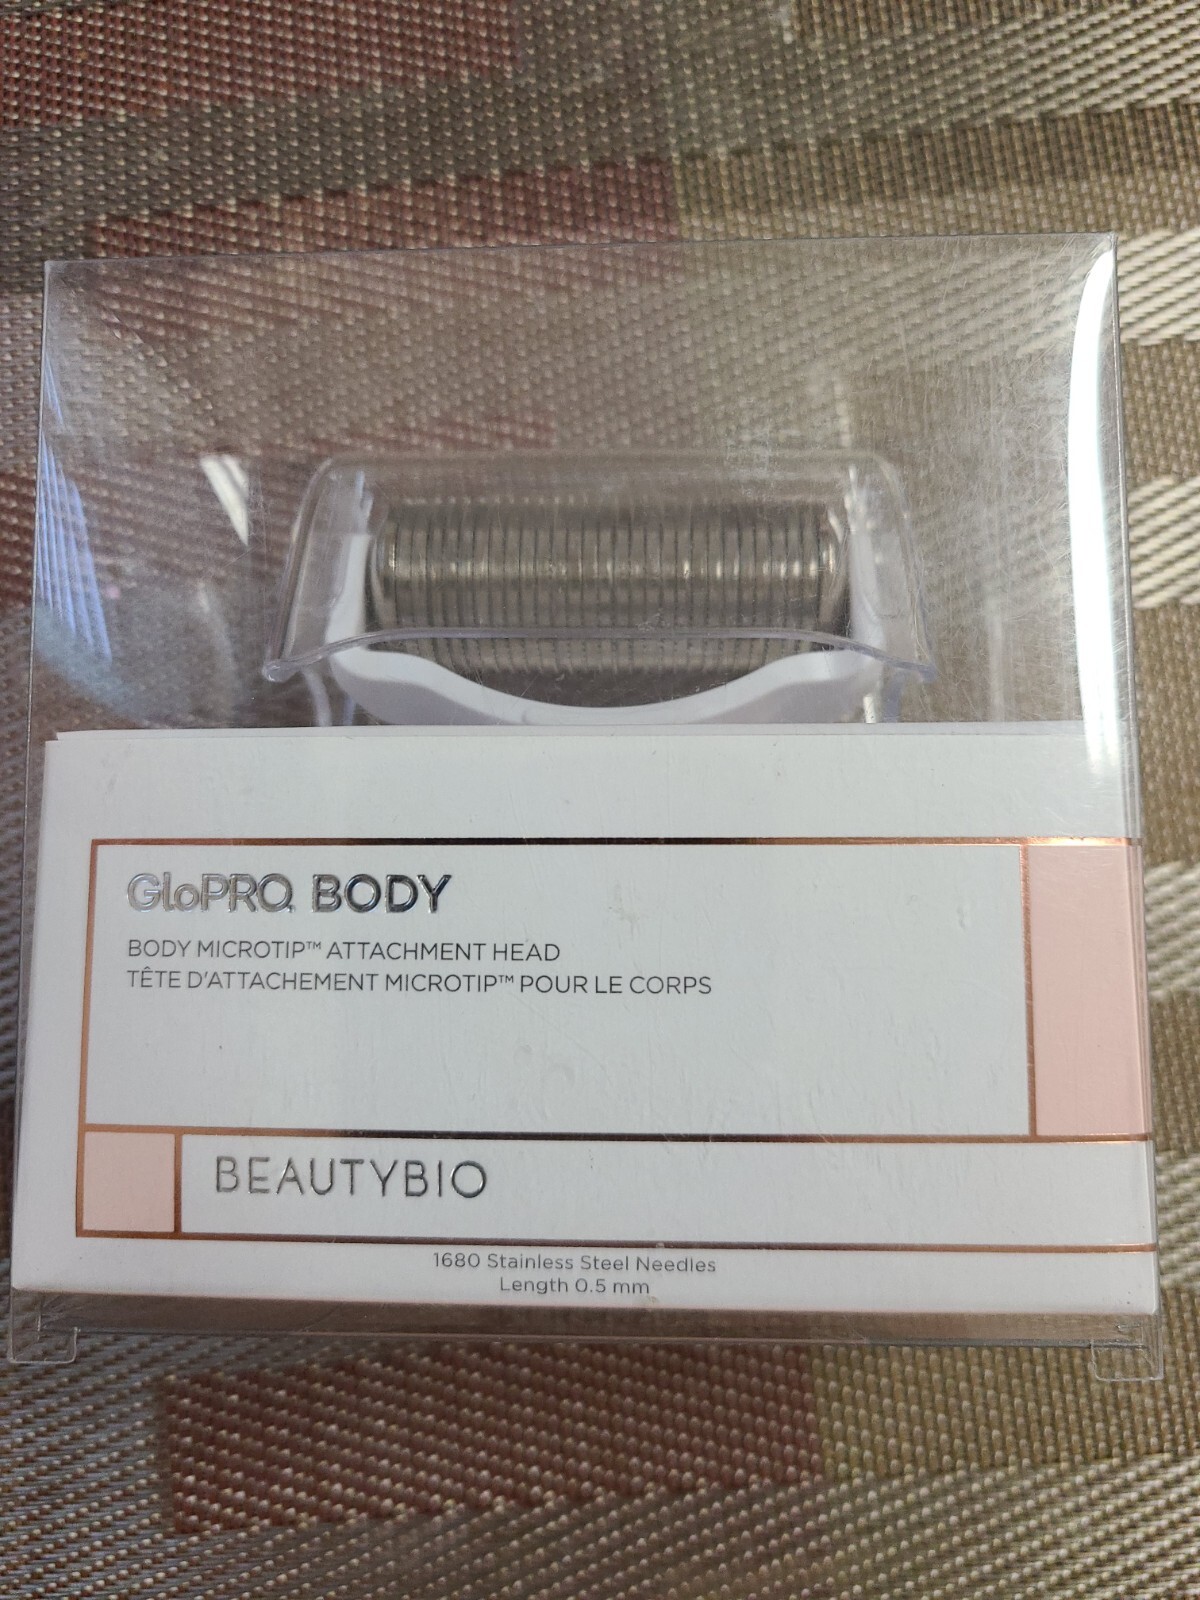 GloPRO BODY
BODY MICROTIP™ ATTACHMENT HEAD
TÊTE D'ATTACHEMENT MICROTIP™ POUR LE CORPS
BEAUTYBIO
1680 Stainless Steel Needles
Length 0.5 mm